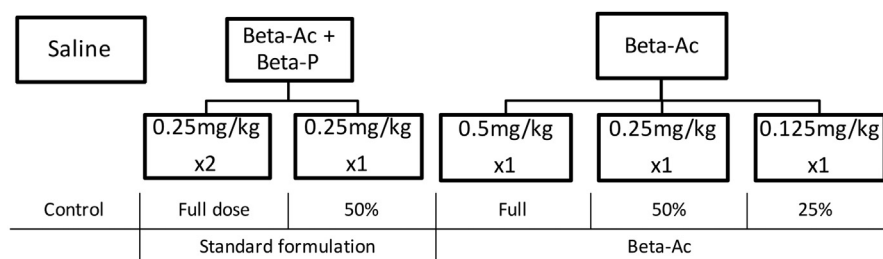 Saline
Beta-Ac +
Beta-P
Beta-Ac
0.25mg/kg
x2
0.25mg/kg
x1
0.5mg/kg
x1
0.25mg/kg
x1
0.125mg/kg
x1
Control
Full dose
50%
Full
50%
25%
Standard formulation
Beta-Ac